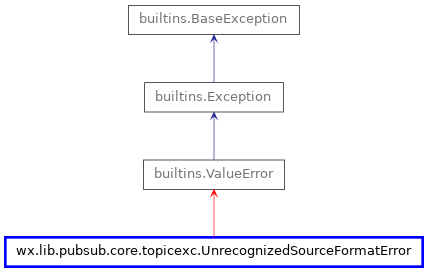 builtins.BaseException
builtins.Exception
builtins.ValueError
wx.lib.pubsub.core.topicexc.UnrecognizedSourceFormatError